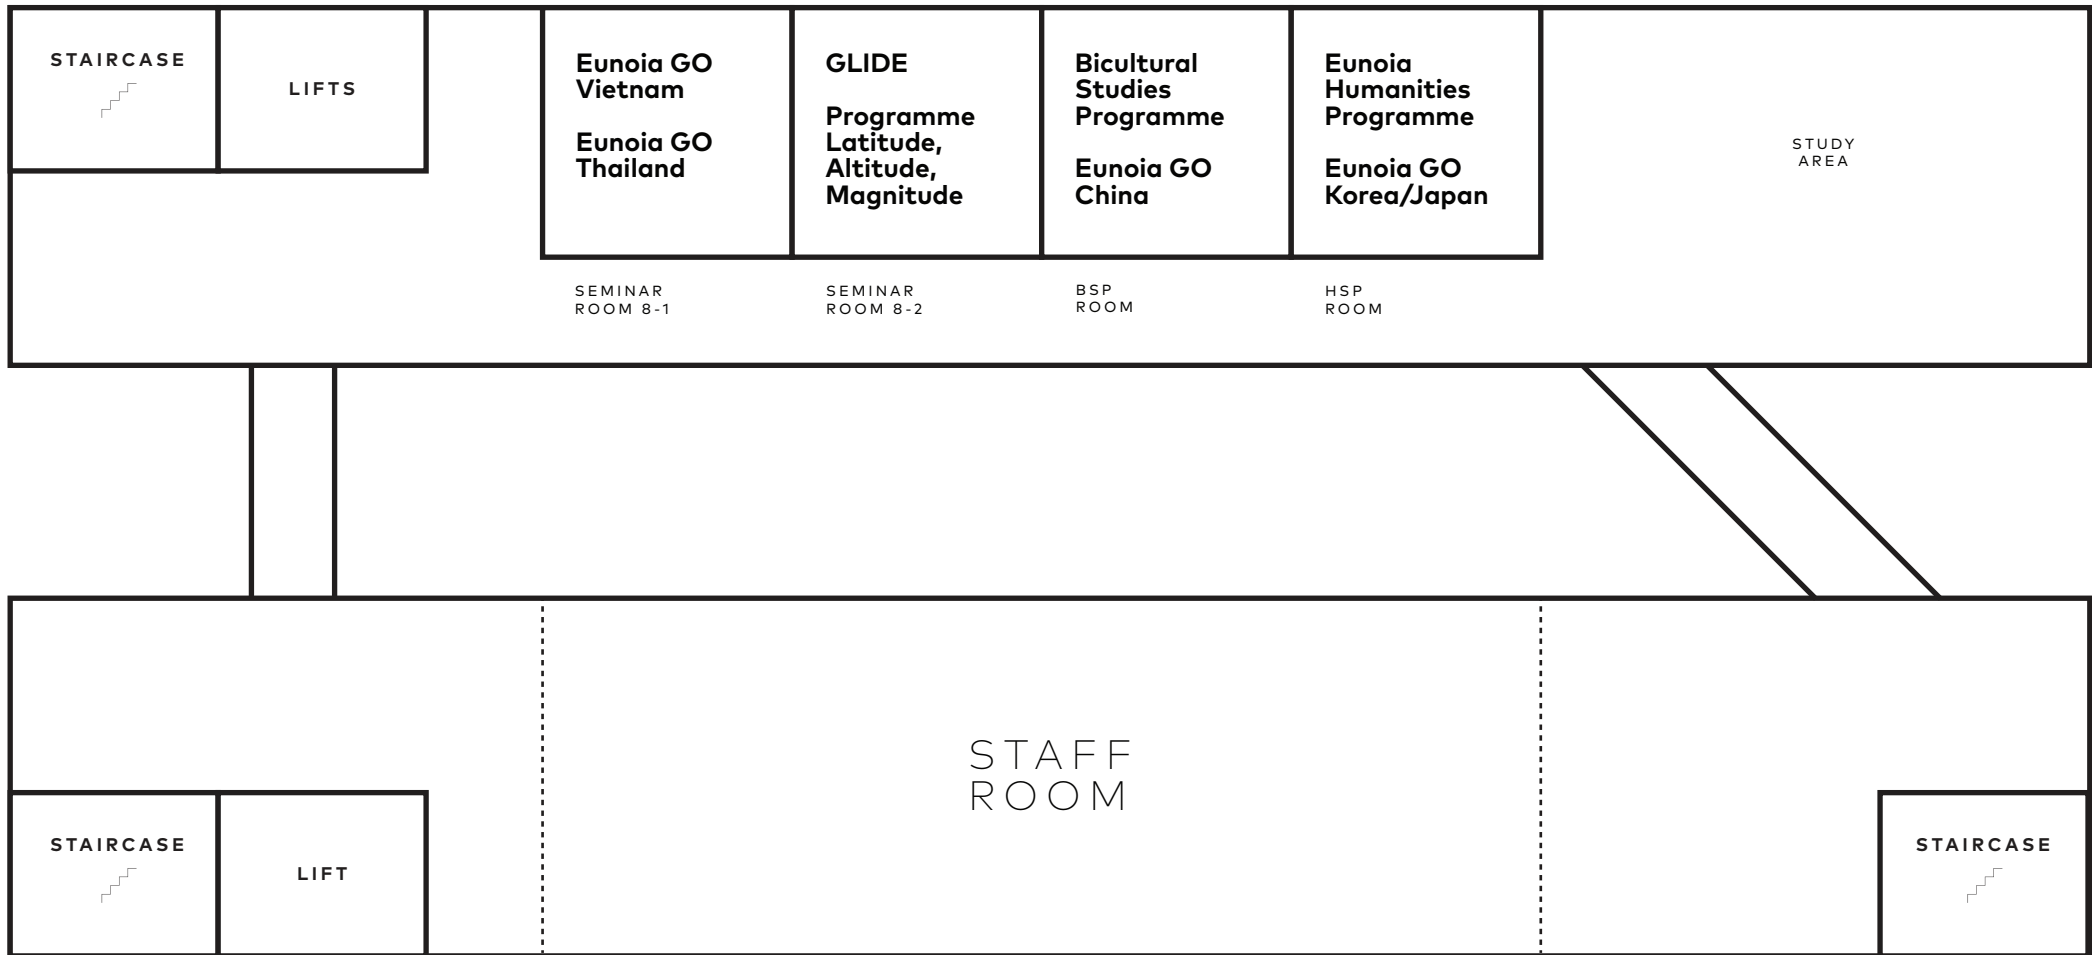 STAIRCASE
LIFTS
Eunoia GO
Vietnam
Eunoia GO
Thailand
GLIDE
Programme
Latitude,
Altitude,
Magnitude
Bicultural
Studies
Programme
Eunoia GO
China
Eunoia
Humanities
Programme
Eunoia GO
Korea/Japan
STUDY
AREA
SEMINAR
ROOM 8-1
SEMINAR
ROOM 8-2
BSP
ROOM
HSP
ROOM
STAFF
ROOM
STAIRCASE
LIFT
STAIRCASE